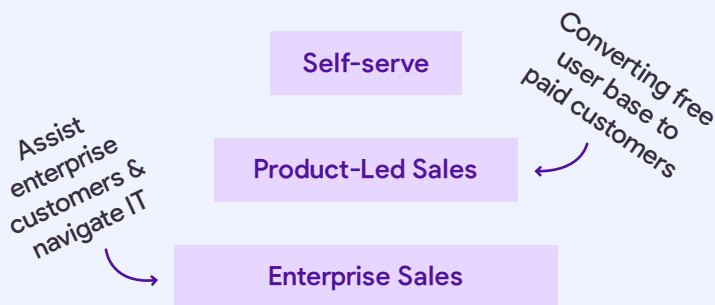 Self-serve
Converting free
user base to
paid customers
Product-Led Sales
Assist
enterprise
customers &
navigate IT
Enterprise Sales